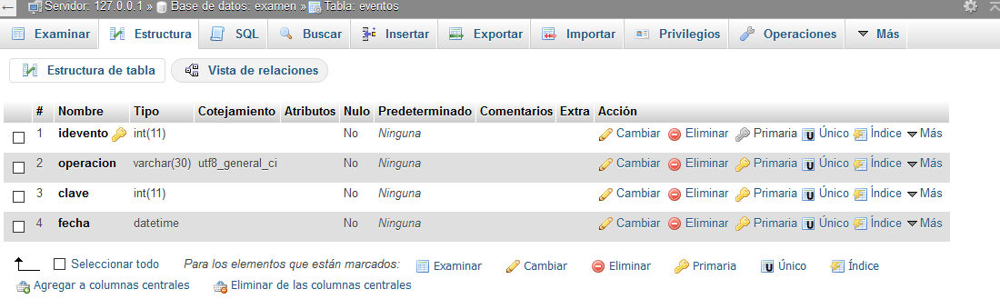 Servidor: 127.0.0.1 » Base de datos: examen » Tabla: eventos
Examinar Estructura SQL Buscar Insertar Exportar Importar Privilegios Operaciones Más
Estructura de tabla Vista de relaciones
# Nombre Tipo Cotejamiento Atributos Nulo Predeterminado Comentarios Extra Acción
1 idevento int(11) No Ninguna Cambiar Eliminar Primaria Único Índice Más
2 operacion varchar(30) utf8_general_ci No Ninguna Cambiar Eliminar Primaria Único Índice Más
3 clave int(11) No Ninguna Cambiar Eliminar Primaria Único Índice Más
4 fecha datetime No Ninguna Cambiar Eliminar Primaria Único Índice Más
Seleccionar todo Para los elementos que están marcados: Examinar Cambiar Eliminar Primaria Único Índice
Agregar a columnas centrales Eliminar de las columnas centrales